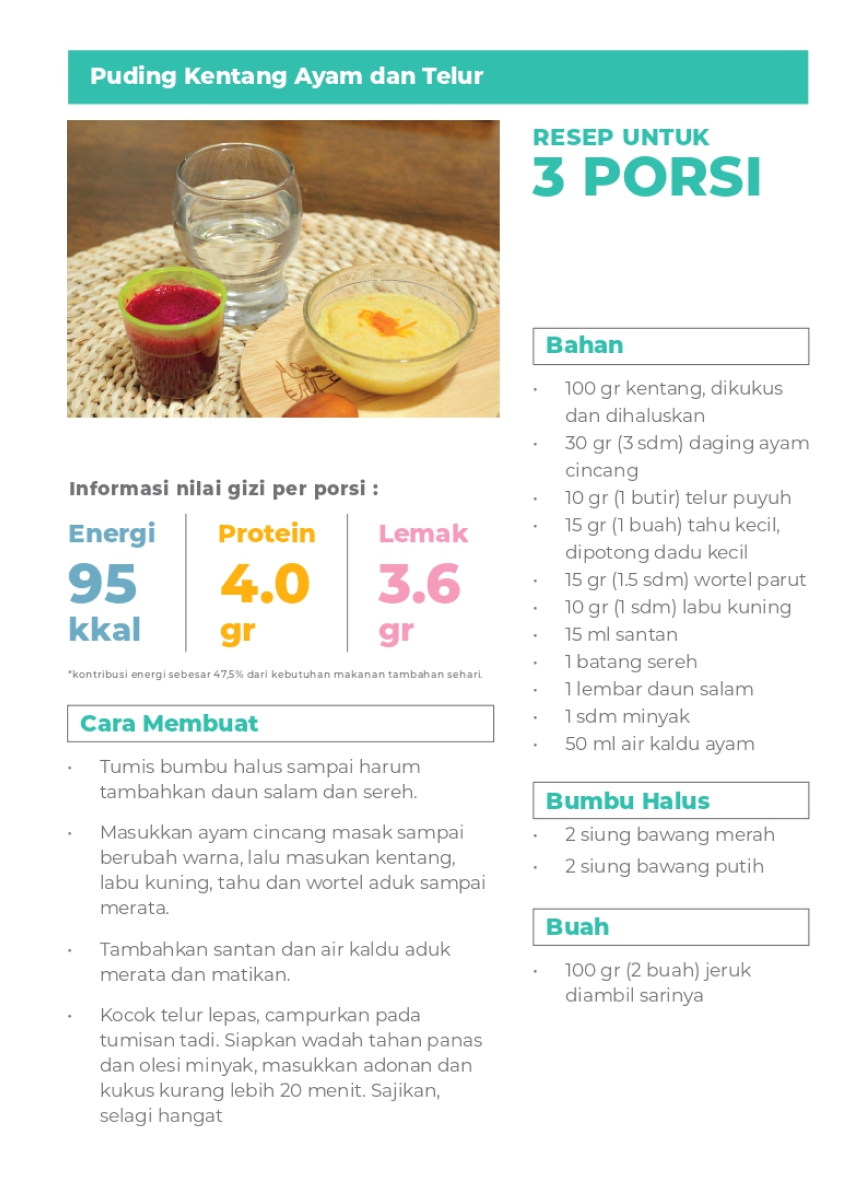 Puding Kentang Ayam dan Telur
RESEP UNTUK
3 PORSI
Informasi nilai gizi per porsi :
Energi
95
kkal
Protein
4.0
gr
Lemak
3.6
gr
*kontribusi energi sebesar 47,5% dari kebutuhan makanan tambahan sehari.
Cara Membuat
• Tumis bumbu halus sampai harum
tambahkan daun salam dan sereh.
• Masukkan ayam cincang masak sampai
berubah warna, lalu masukan kentang,
labu kuning, tahu dan wortel aduk sampai
merata.
• Tambahkan santan dan air kaldu aduk
merata dan matikan.
• Kocok telur lepas, campurkan pada
tumisan tadi. Siapkan wadah tahan panas
dan olesi minyak, masukkan adonan dan
kukus kurang lebih 20 menit. Sajikan,
selagi hangat
Bahan
• 100 gr kentang, dikukus
dan dihaluskan
• 30 gr (3 sdm) daging ayam
cincang
• 10 gr (1 butir) telur puyuh
• 15 gr (1 buah) tahu kecil,
dipotong dadu kecil
• 15 gr (1.5 sdm) wortel parut
• 10 gr (1 sdm) labu kuning
• 15 ml santan
• 1 batang sereh
• 1 lembar daun salam
• 1 sdm minyak
• 50 ml air kaldu ayam
Bumbu Halus
• 2 siung bawang merah
• 2 siung bawang putih
Buah
• 100 gr (2 buah) jeruk
diambil sarinya